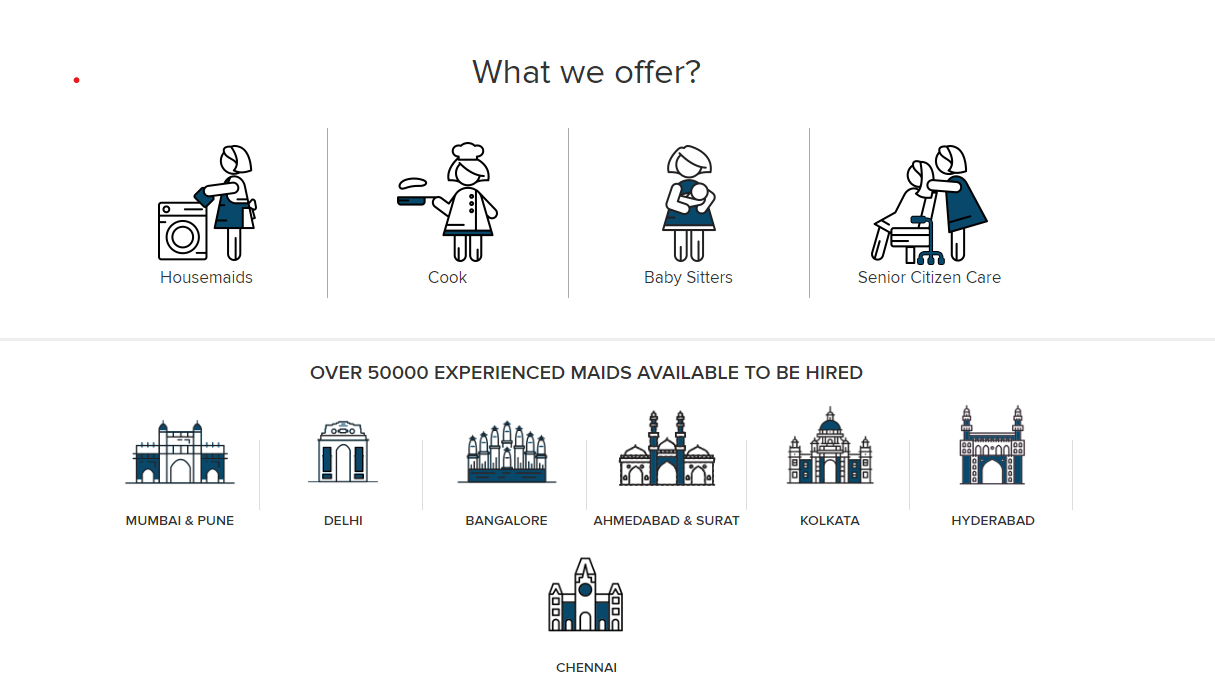 What we offer?
Housemaids
Cook
Baby Sitters
Senior Citizen Care
OVER 50000 EXPERIENCED MAIDS AVAILABLE TO BE HIRED
MUMBAI & PUNE
DELHI
BANGALORE
AHMEDABAD & SURAT
KOLKATA
HYDERABAD
CHENNAI